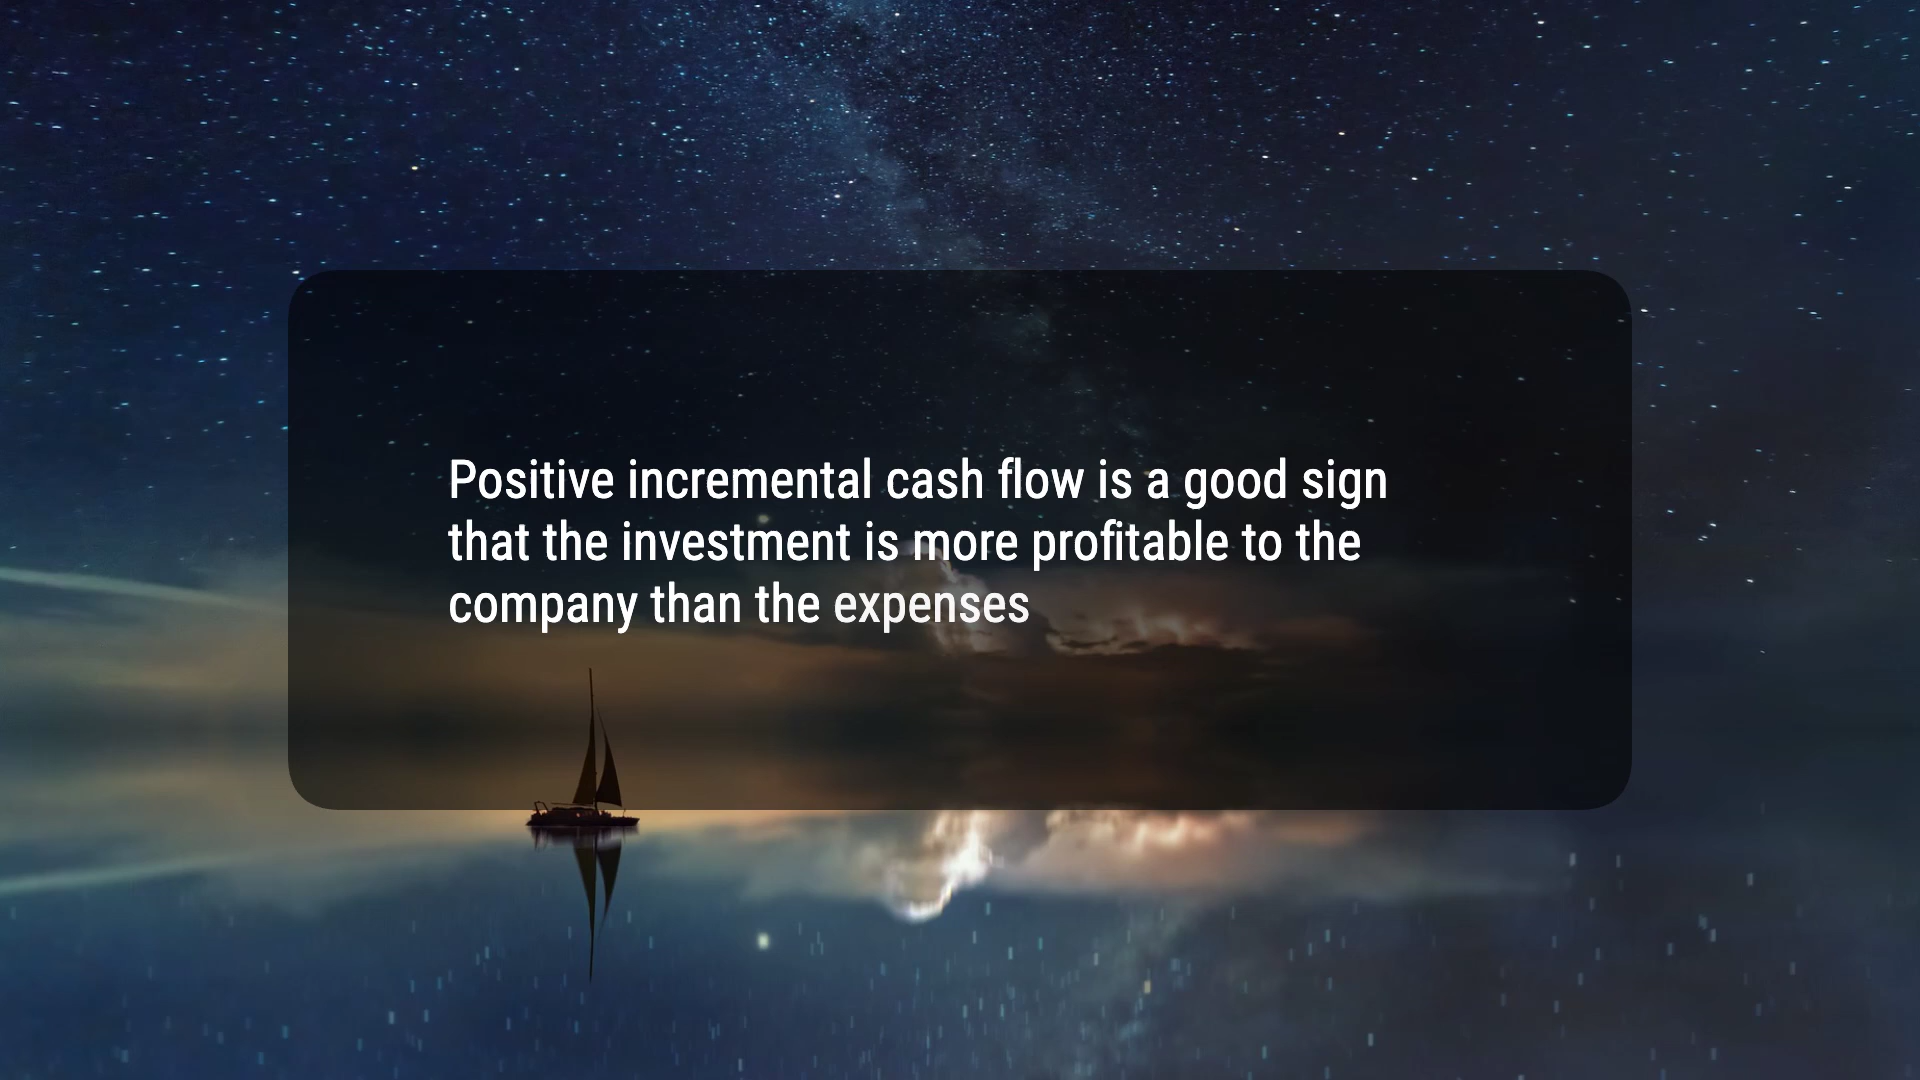 Positive incremental cash flow is a good sign
that the investment is more profitable to the
company than the expenses